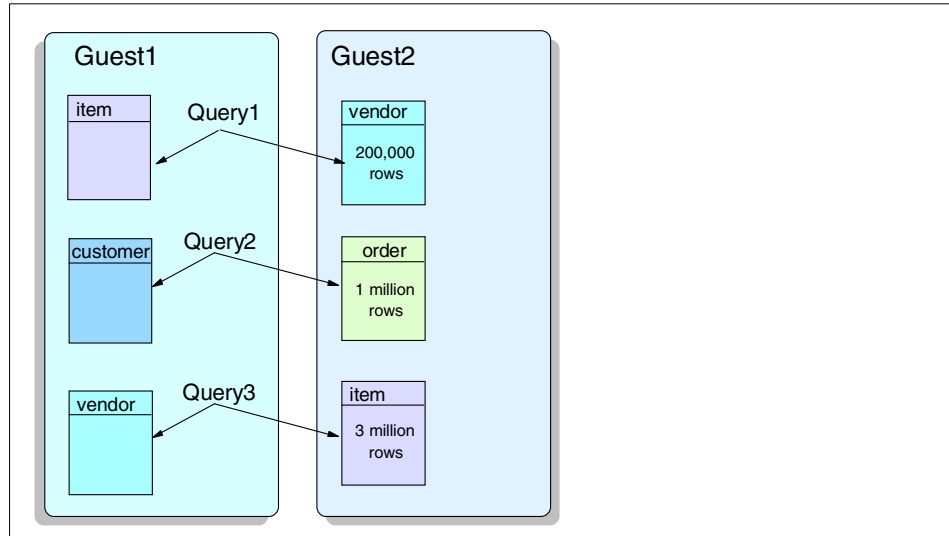 Guest1
item
Query1
customer
Query2
vendor
Query3
Guest2
vendor
200,000
rows
order
1 million
rows
item
3 million
rows